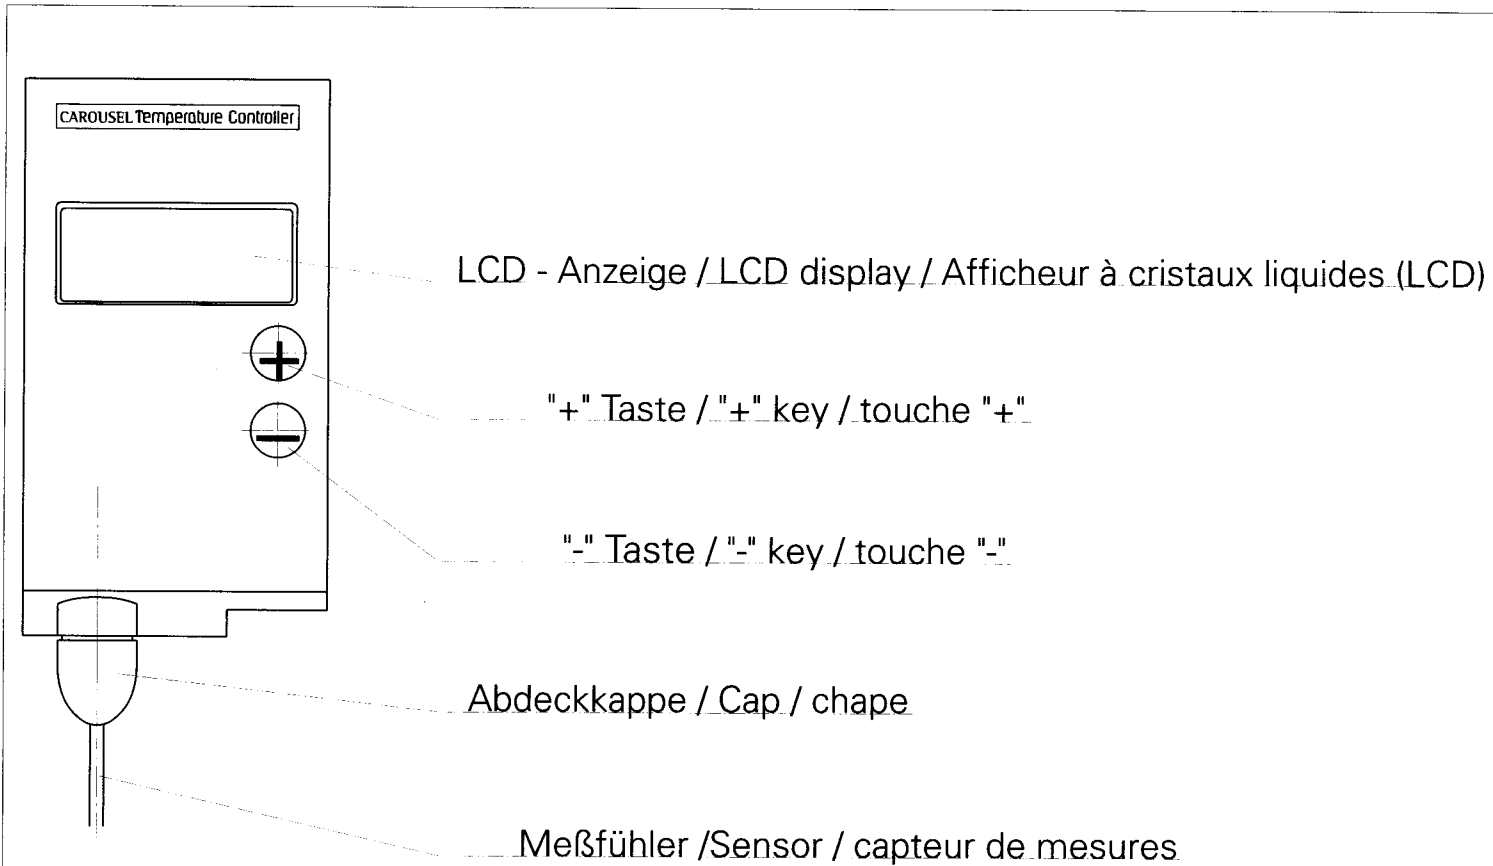 CAROUSEL Temperature Controller
LCD - Anzeige / LCD display / Afficheur à cristaux liquides (LCD)
"+" Taste / "+" key / touche "+"
"-" Taste / "-" key / touche "-"
Abdeckkappe / Cap / chape
Meßfühler /Sensor / capteur de mesures